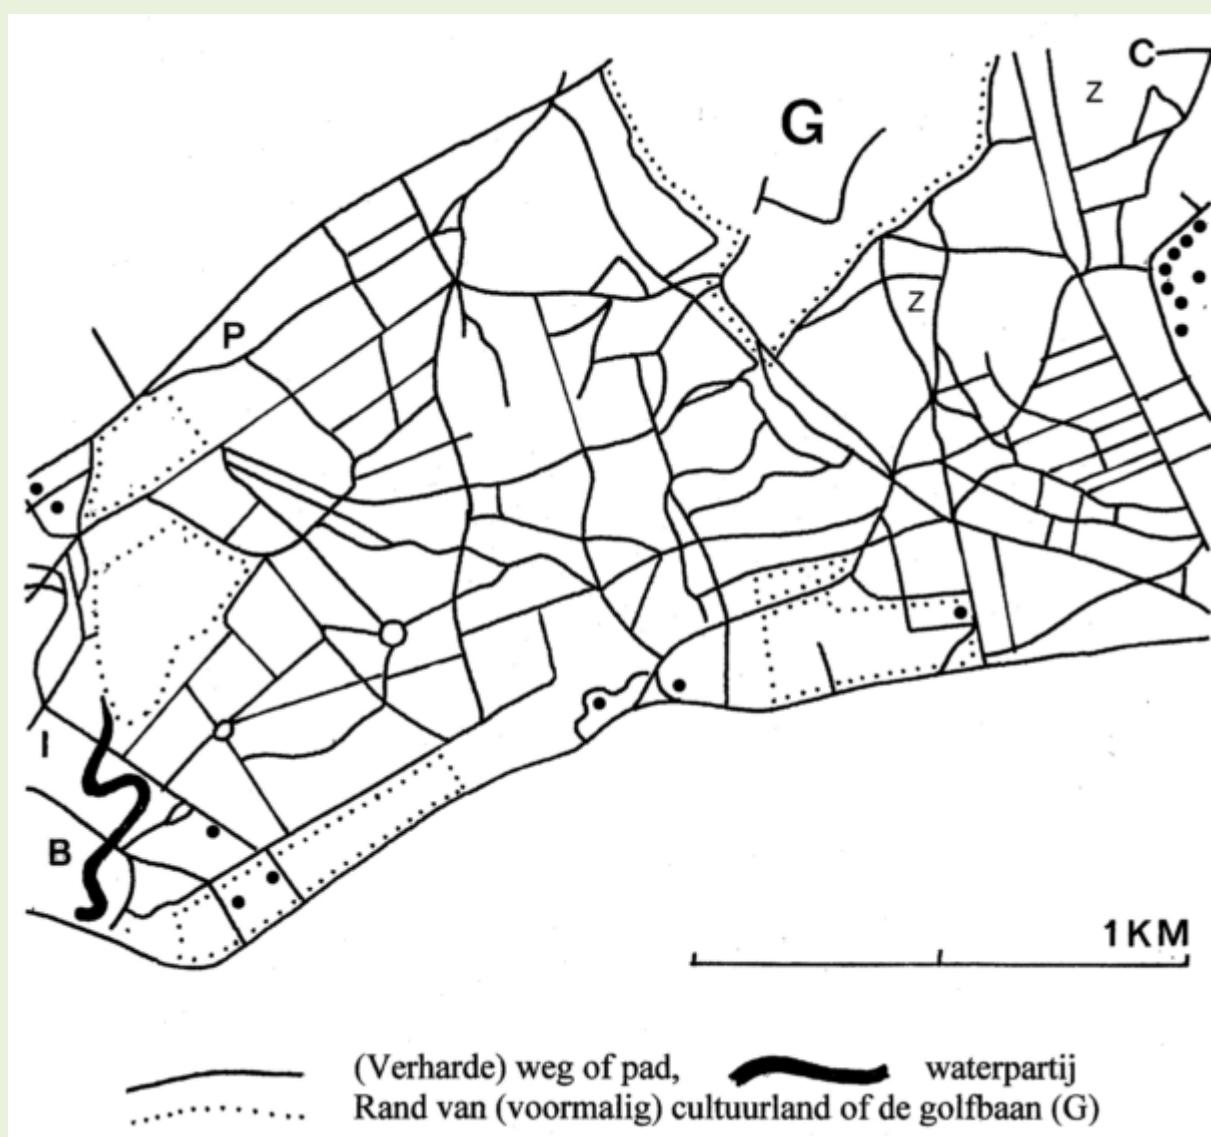 C
Z
G
Z
P
I
B
1KM
(Verharde) weg of pad, waterpartij
Rand van (voormalig) cultuurland of de golfbaan (G)